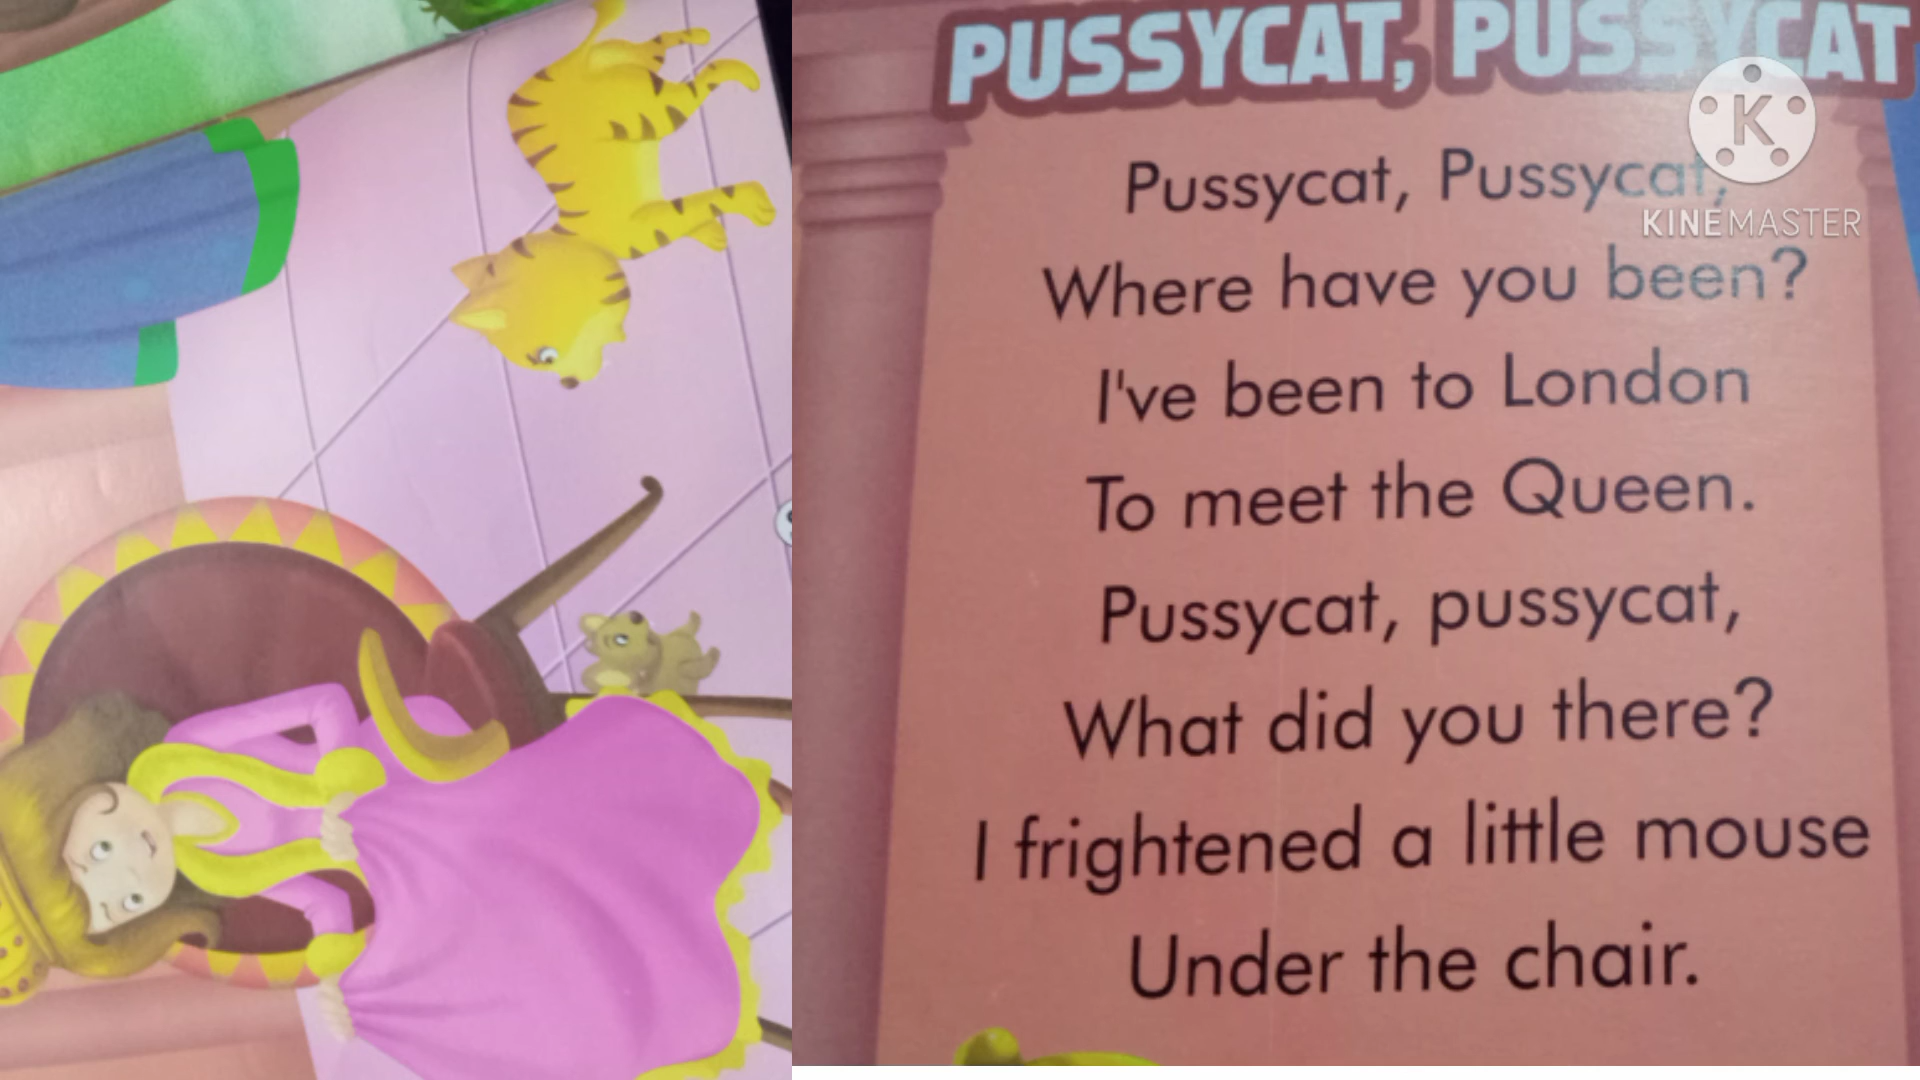 PUSSYCAT, PUSSYCAT
Pussycat, Pussycat,
Where have you been?
I've been to London
To meet the Queen.
Pussycat, pussycat,
What did you there?
I frightened a little mouse
Under the chair.
K
KINEMASTER